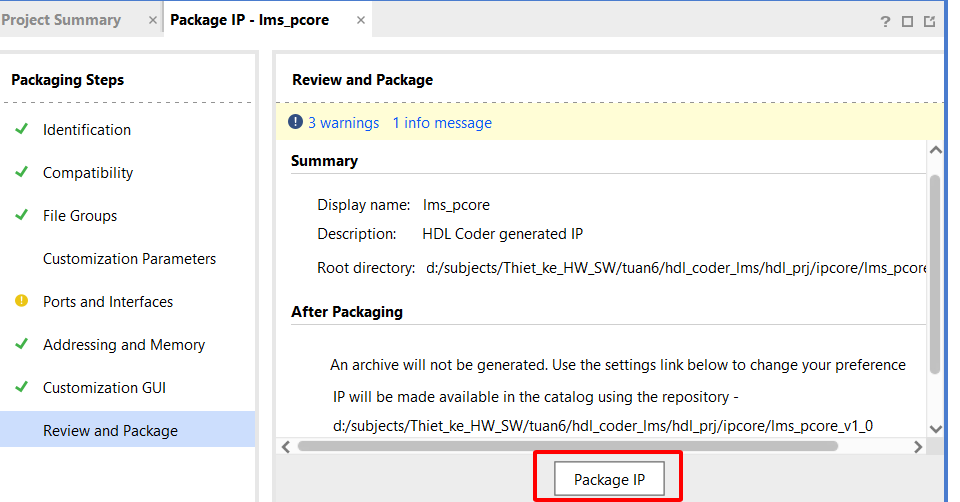 Project Summary × Package IP - lms_pcore × ?
Packaging Steps
Identification
Compatibility
File Groups
Customization Parameters
Ports and Interfaces
Addressing and Memory
Customization GUI
Review and Package
Review and Package
3 warnings 1 info message
Summary
Display name: lms_pcore
Description: HDL Coder generated IP
Root directory: d:/subjects/Thiet_ke_HW_SW/tuan6/hdl_coder_lms/hdl_prj/ipcore/lms_pcore
After Packaging
An archive will not be generated. Use the settings link below to change your preference
IP will be made available in the catalog using the repository -
d:/subjects/Thiet_ke_HW_SW/tuan6/hdl_coder_lms/hdl_prj/ipcore/lms_pcore_v1_0
Package IP